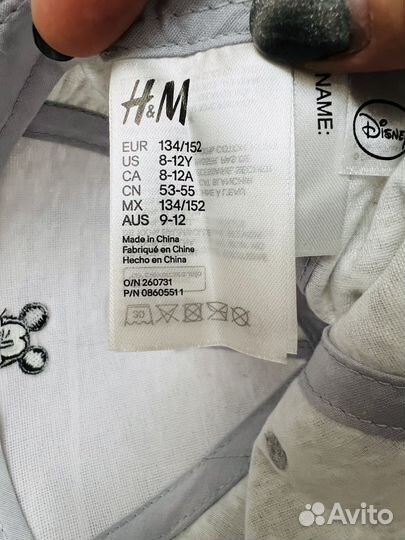 H&M
EUR 134/152
US 8-12Y
CA 8-12A
CN 53-55
MX 134/152
AUS 9-12
Made in China
Fabriqué en Chine
Hecho en China
O/N 260731
P/N 08605511
30
NAME:
Disney
Avito